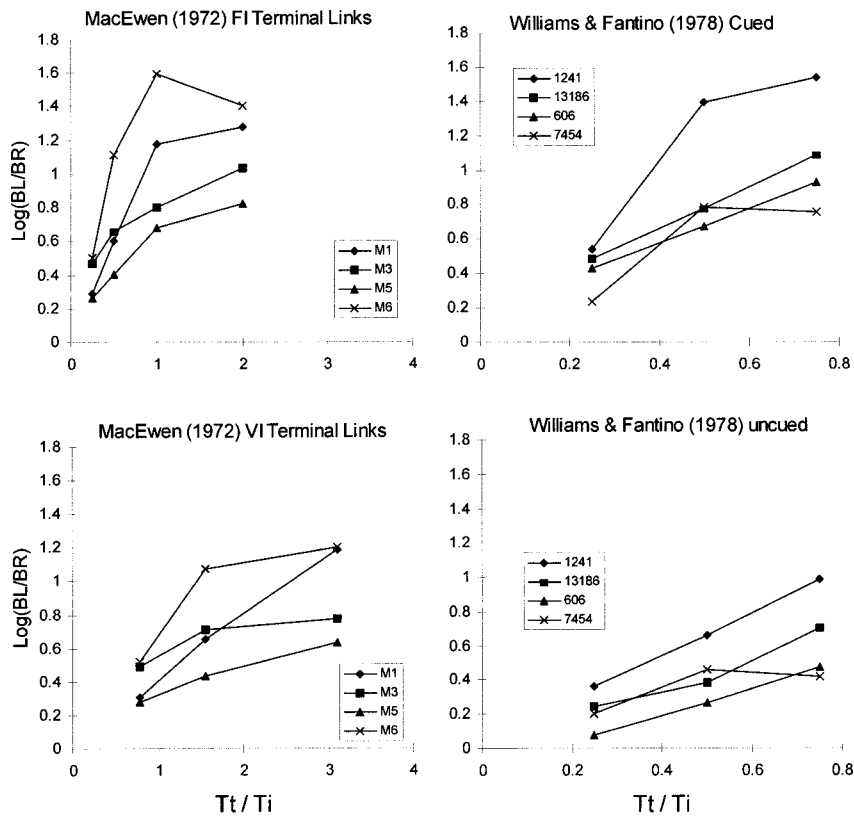 MacEwen (1972) FI Terminal Links
1.8
1.6
1.4
1.2
1
0.8
0.6
0.4
0.2
0
Log(BL/BR)
M1
M3
M5
M6
0 1 2 3 4
Williams & Fantino (1978) Cued
1.8
1.6
1.4
1.2
1
0.8
0.6
0.4
0.2
0
1241
13186
606
7454
0 0.2 0.4 0.6 0.8
MacEwen (1972) VI Terminal Links
1.8
1.6
1.4
1.2
1
0.8
0.6
0.4
0.2
0
Log(BL/BR)
M1
M3
M5
M6
0 1 2 3 4
Tt / Ti
Williams & Fantino (1978) uncued
1.8
1.6
1.4
1.2
1
0.8
0.6
0.4
0.2
0
1241
13186
606
7454
0 0.2 0.4 0.6 0.8
Tt / Ti